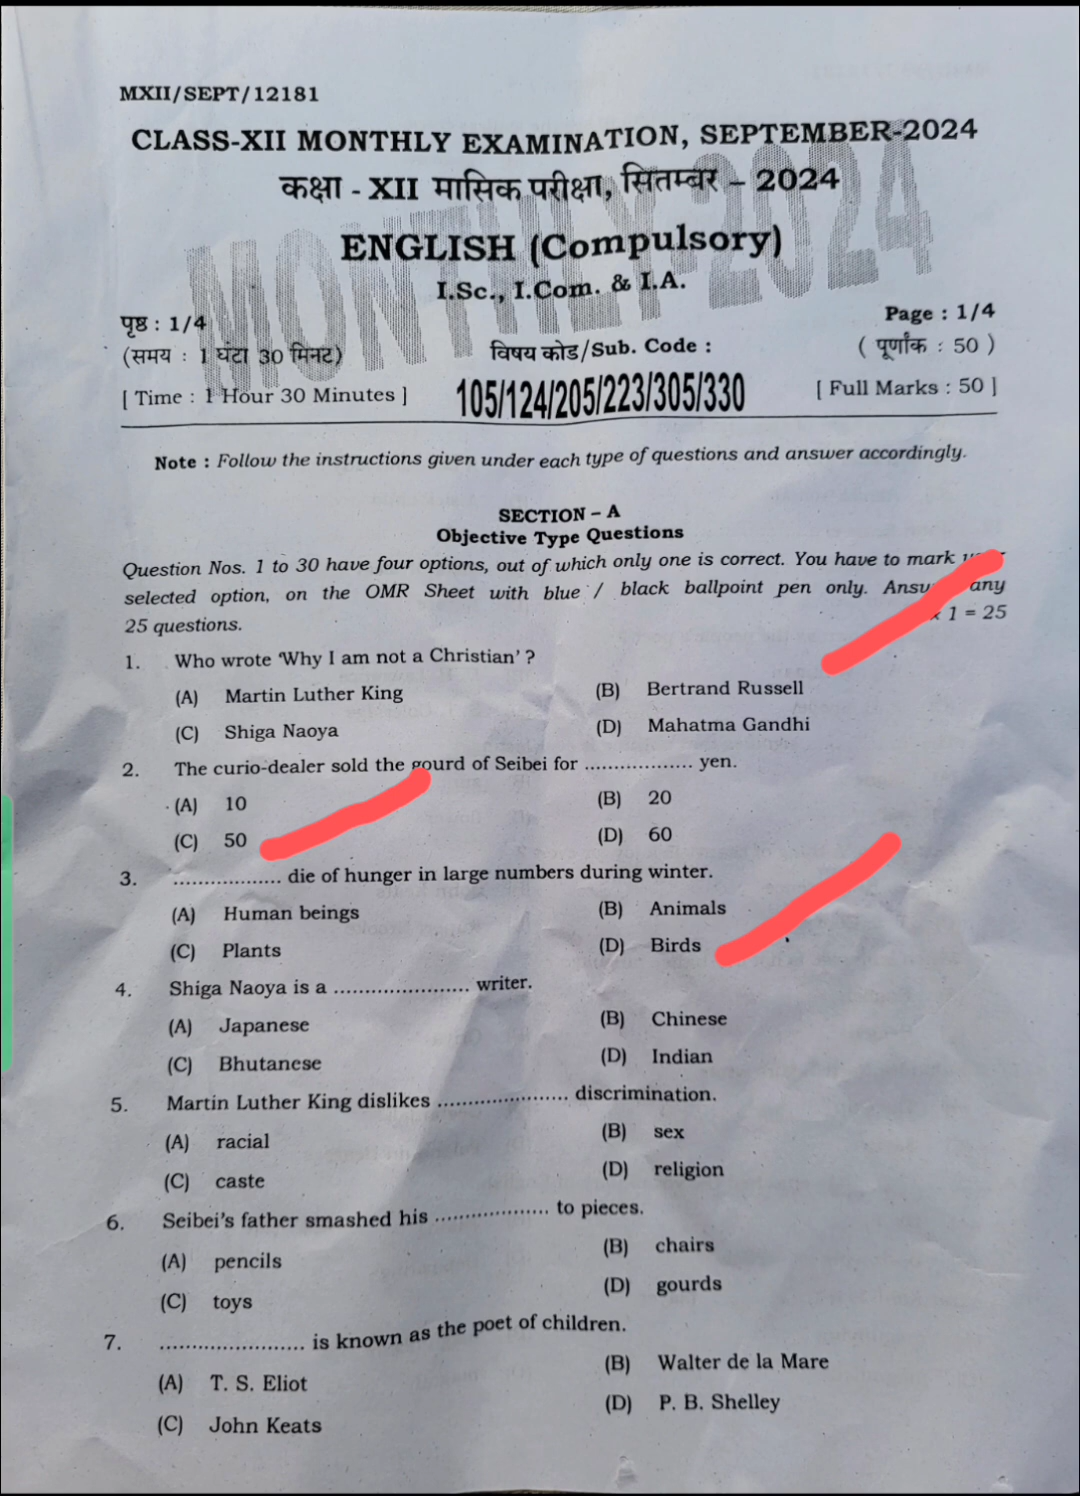 MXII/SEPT/12181
CLASS-XII MONTHLY EXAMINATION, SEPTEMBER-2024
कक्षा - XII मासिक परीक्षा, सितम्बर – 2024
MONTHLY-2024
ENGLISH (Compulsory)
I.Sc., I.Com. & I.A.
पृष्ठ : 1/4 Page : 1/4
(समय : 1 घंटा 30 मिनट) विषय कोड/Sub. Code : ( पूर्णांक : 50 )
[ Time : 1 Hour 30 Minutes ] 105/124/205/223/305/330 [ Full Marks : 50 ]
Note : Follow the instructions given under each type of questions and answer accordingly.
SECTION – A
Objective Type Questions
Question Nos. 1 to 30 have four options, out of which only one is correct. You have to mark
selected option, on the OMR Sheet with blue / black ballpoint pen only. any
25 questions. × 1 = 25
1. Who wrote ‘Why I am not a Christian’ ?
(A) Martin Luther King (B) Bertrand Russell
(C) Shiga Naoya (D) Mahatma Gandhi
2. The curio-dealer sold the gourd of Seibei for .................. yen.
(A) 10 (B) 20
(C) 50 (D) 60
3. .................. die of hunger in large numbers during winter.
(A) Human beings (B) Animals
(C) Plants (D) Birds
4. Shiga Naoya is a ...................... writer.
(A) Japanese (B) Chinese
(C) Bhutanese (D) Indian
5. Martin Luther King dislikes ...................... discrimination.
(A) racial (B) sex
(C) caste (D) religion
6. Seibei’s father smashed his ................... to pieces.
(A) pencils (B) chairs
(C) toys (D) gourds
7. ........................ is known as the poet of children.
(A) T. S. Eliot (B) Walter de la Mare
(C) John Keats (D) P. B. Shelley